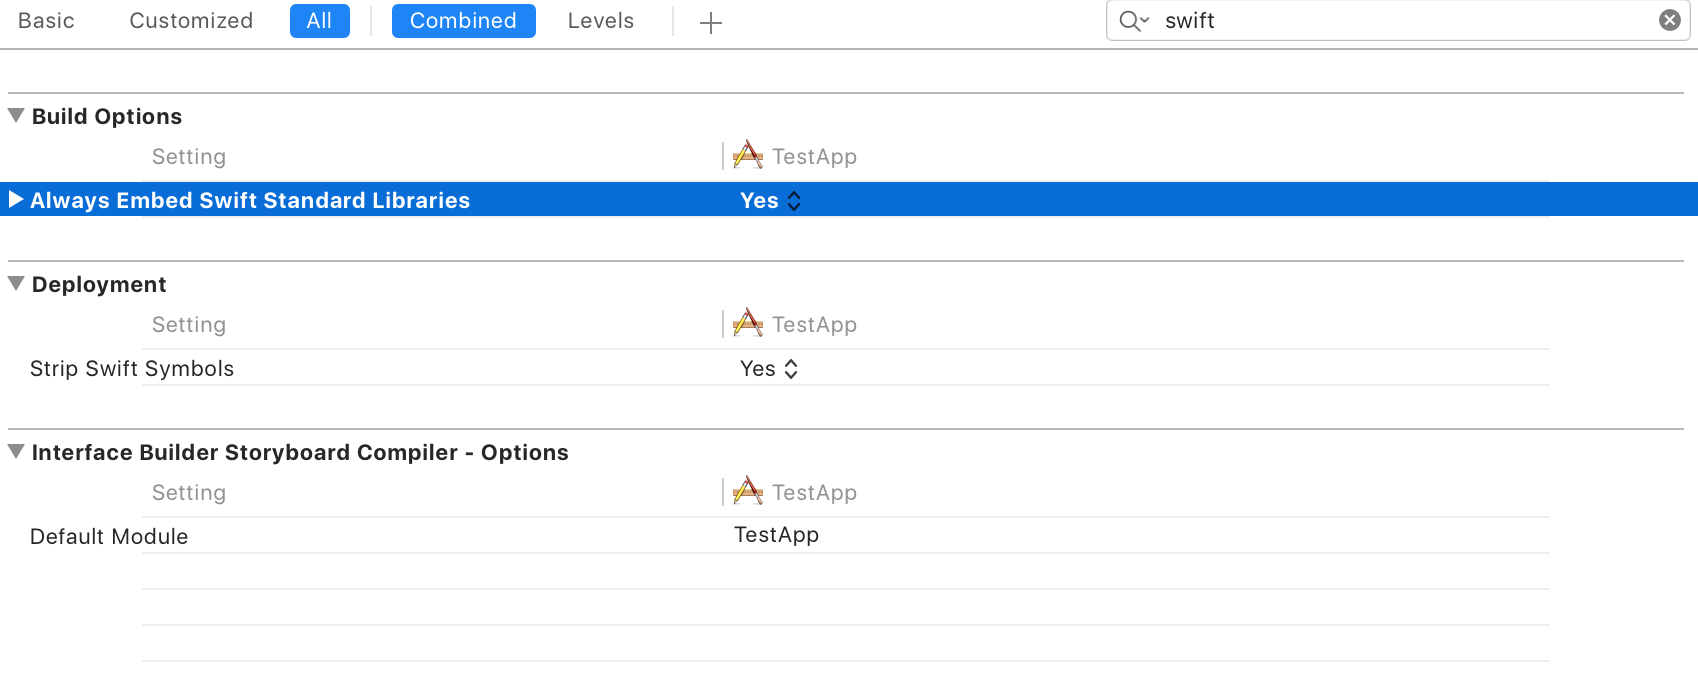 Basic Customized All Combined Levels swift
Build Options
Setting TestApp
Always Embed Swift Standard Libraries Yes
Deployment
Setting TestApp
Strip Swift Symbols Yes
Interface Builder Storyboard Compiler - Options
Setting TestApp
Default Module TestApp